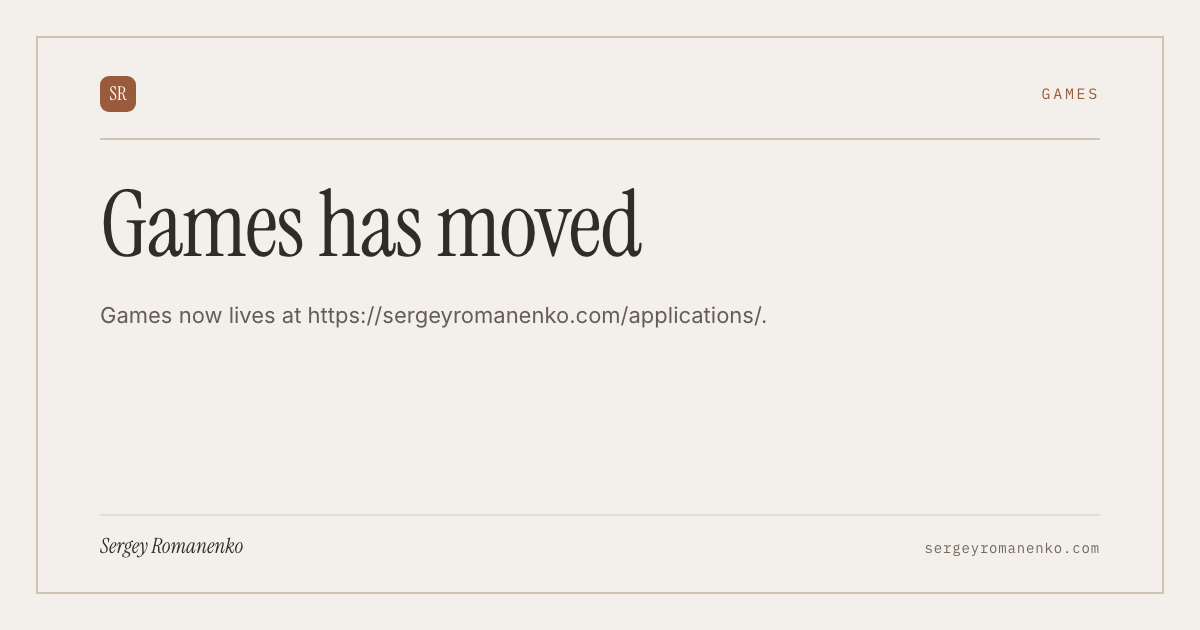 SR
GAMES
Games has moved
Games now lives at https://sergeyromanenko.com/applications/.
Sergey Romanenko
sergeyromanenko.com